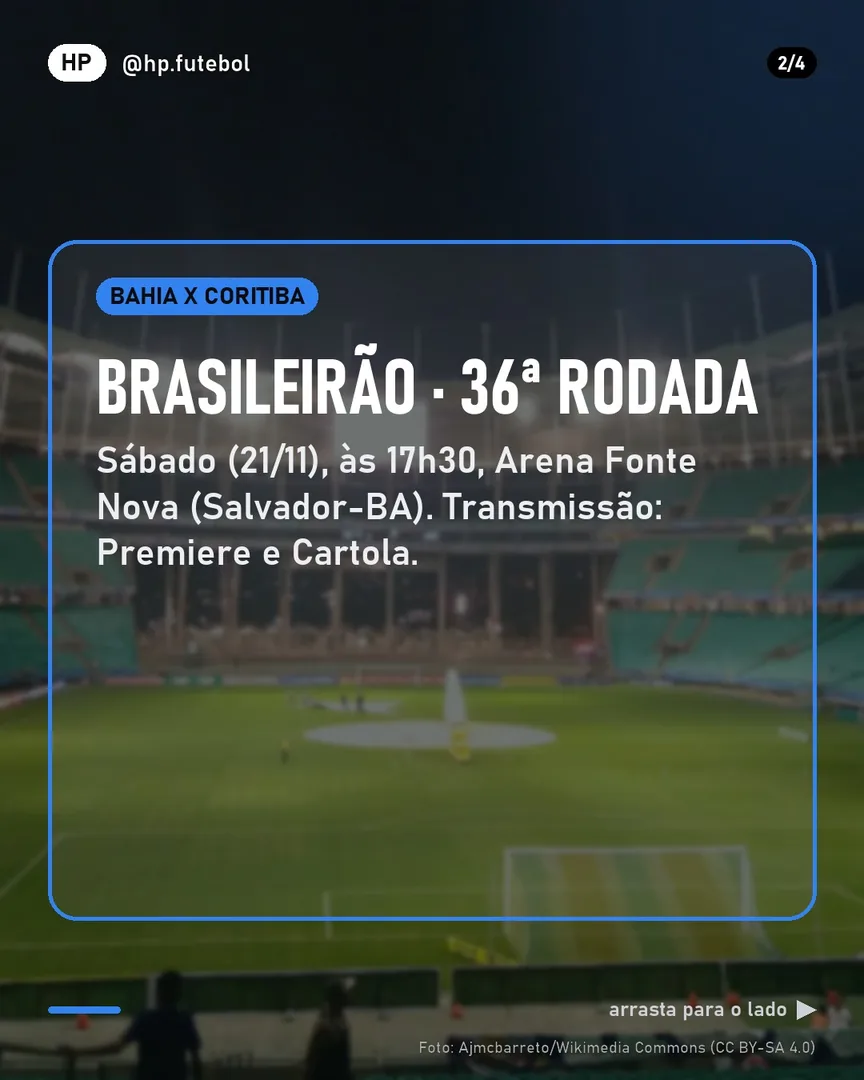 HP @hp.futebol
2/4
BAHIA X CORITIBA
BRASILEIRÃO · 36ª RODADA
Sábado (21/11), às 17h30, Arena Fonte
Nova (Salvador-BA). Transmissão:
Premiere e Cartola.
arrasta para o lado ▶
Foto: Ajmcbarreto/Wikimedia Commons (CC BY-SA 4.0)